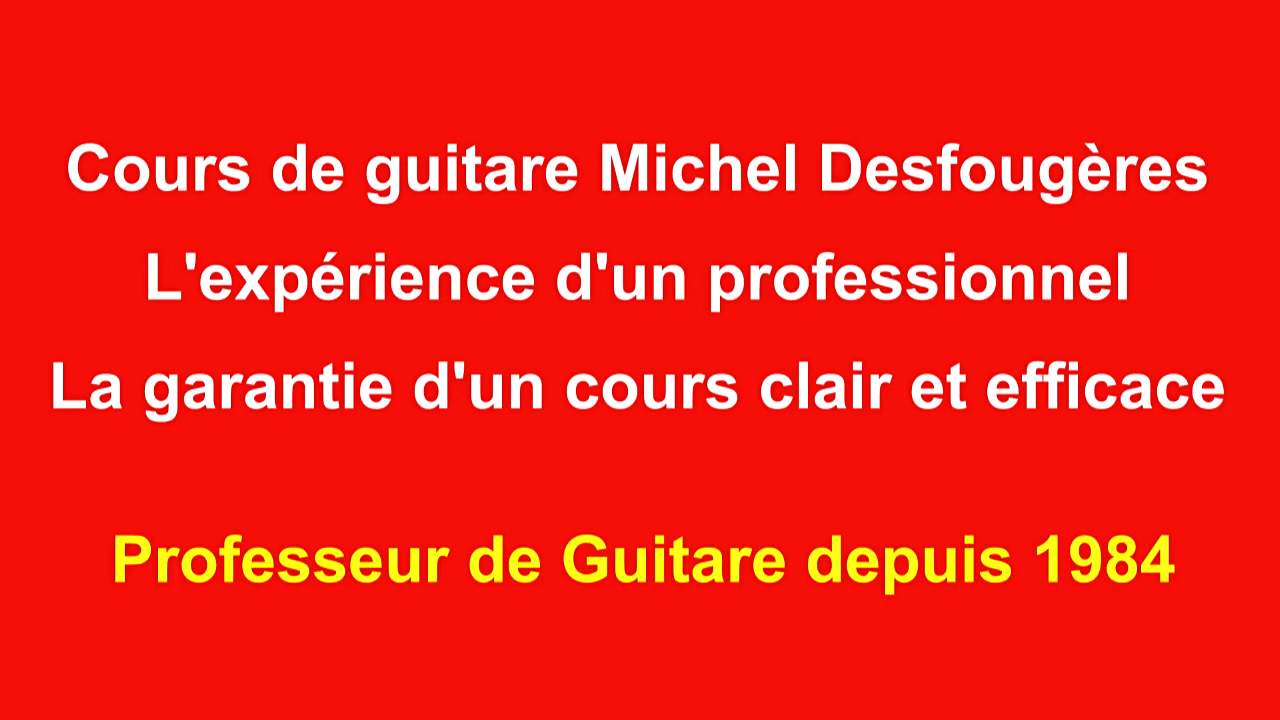 Cours de guitare Michel Desfougères
L'expérience d'un professionnel
La garantie d'un cours clair et efficace
Professeur de Guitare depuis 1984